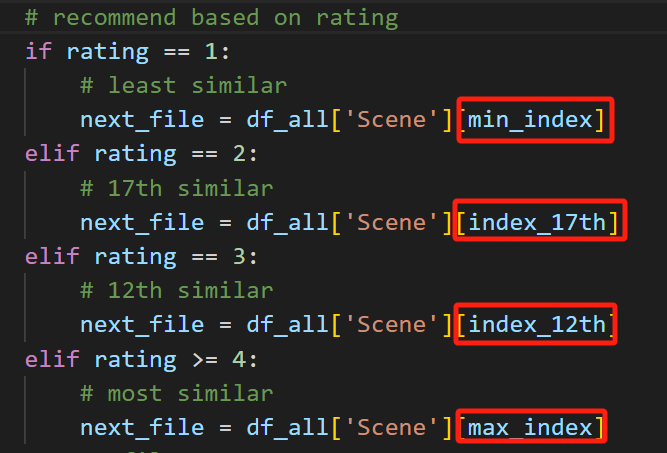 # recommend based on rating
if rating == 1:
# least similar
next_file = df_all['Scene'][min_index]
elif rating == 2:
# 17th similar
next_file = df_all['Scene'][index_17th]
elif rating == 3:
# 12th similar
next_file = df_all['Scene'][index_12th]
elif rating >= 4:
# most similar
next_file = df_all['Scene'][max_index]